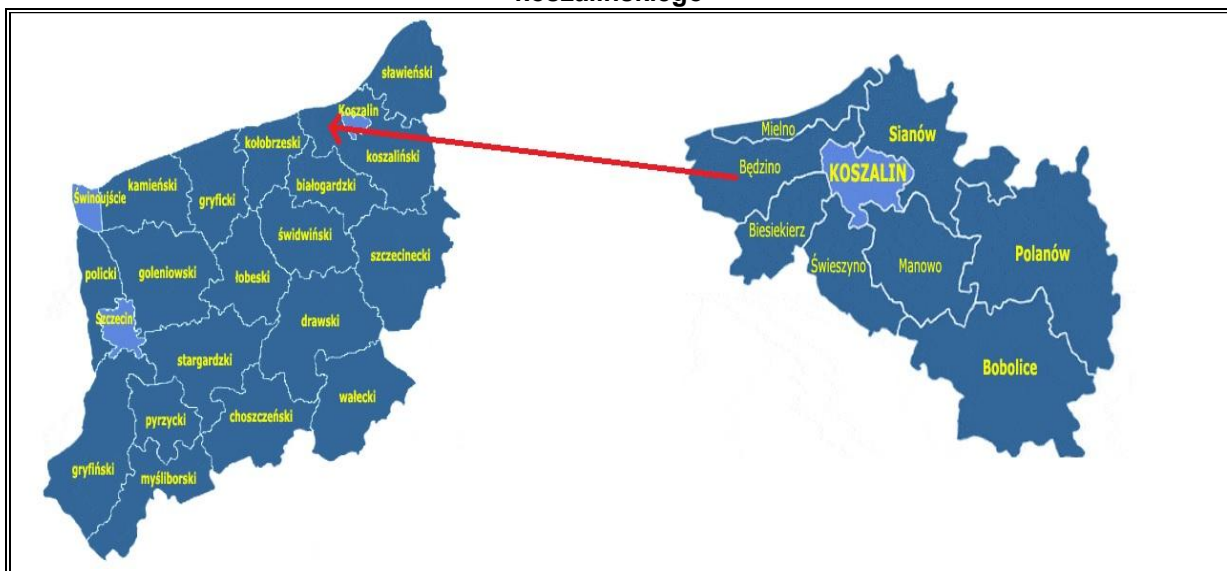 koszalińskiego
sławieński
Koszalin
kołobrzeski
koszaliński
kamieński
białogardzki
Świnoujście
gryficki
świdwiński
szczecinecki
policki
goleniowski
łobeski
Szczecin
drawski
stargardzki
wałecki
choszczeński
pyrzycki
gryfiński
myśliborski
Mielno
Sianów
Będzino
KOSZALIN
Biesiekierz
Świeszyno
Manowo
Polanów
Bobolice